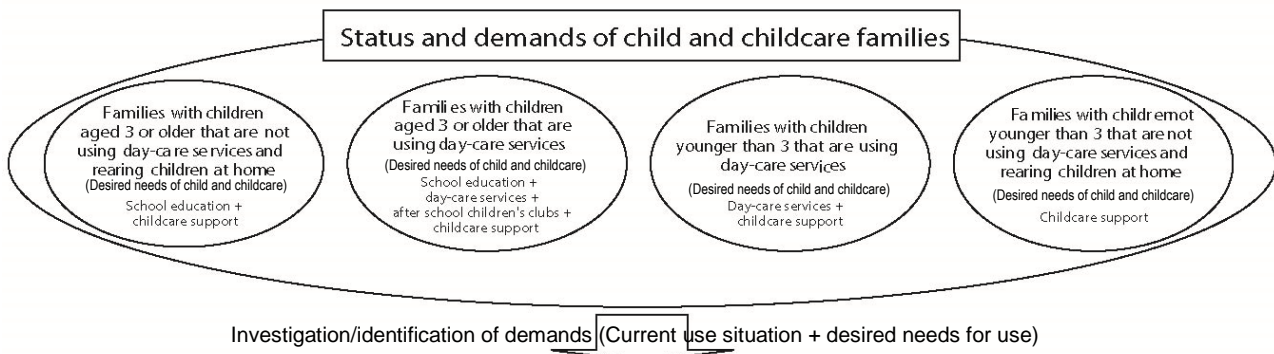 Status and demands of child and childcare families
Families with children
aged 3 or older that are not
using day-care services and
rearing children at home
(Desired needs of child and childcare)
School education +
childcare support
Families with children
aged 3 or older that are
using day-care services
(Desired needs of child and childcare)
School education +
day-care services +
after school children's clubs +
childcare support
Families with children
younger than 3 that are using
day-care services
(Desired needs of child and childcare)
Day-care services +
childcare support
Families with childrernot
younger than 3 that are not
using day-care services and
rearing children at home
(Desired needs of child and childcare)
Childcare support
Investigation/identification of demands (Current use situation + desired needs for use)